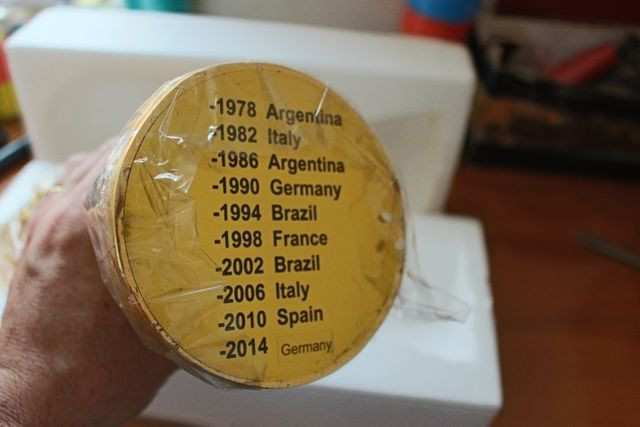 -1978 Argentina
-1982 Italy
-1986 Argentina
-1990 Germany
-1994 Brazil
-1998 France
-2002 Brazil
-2006 Italy
-2010 Spain
-2014 Germany